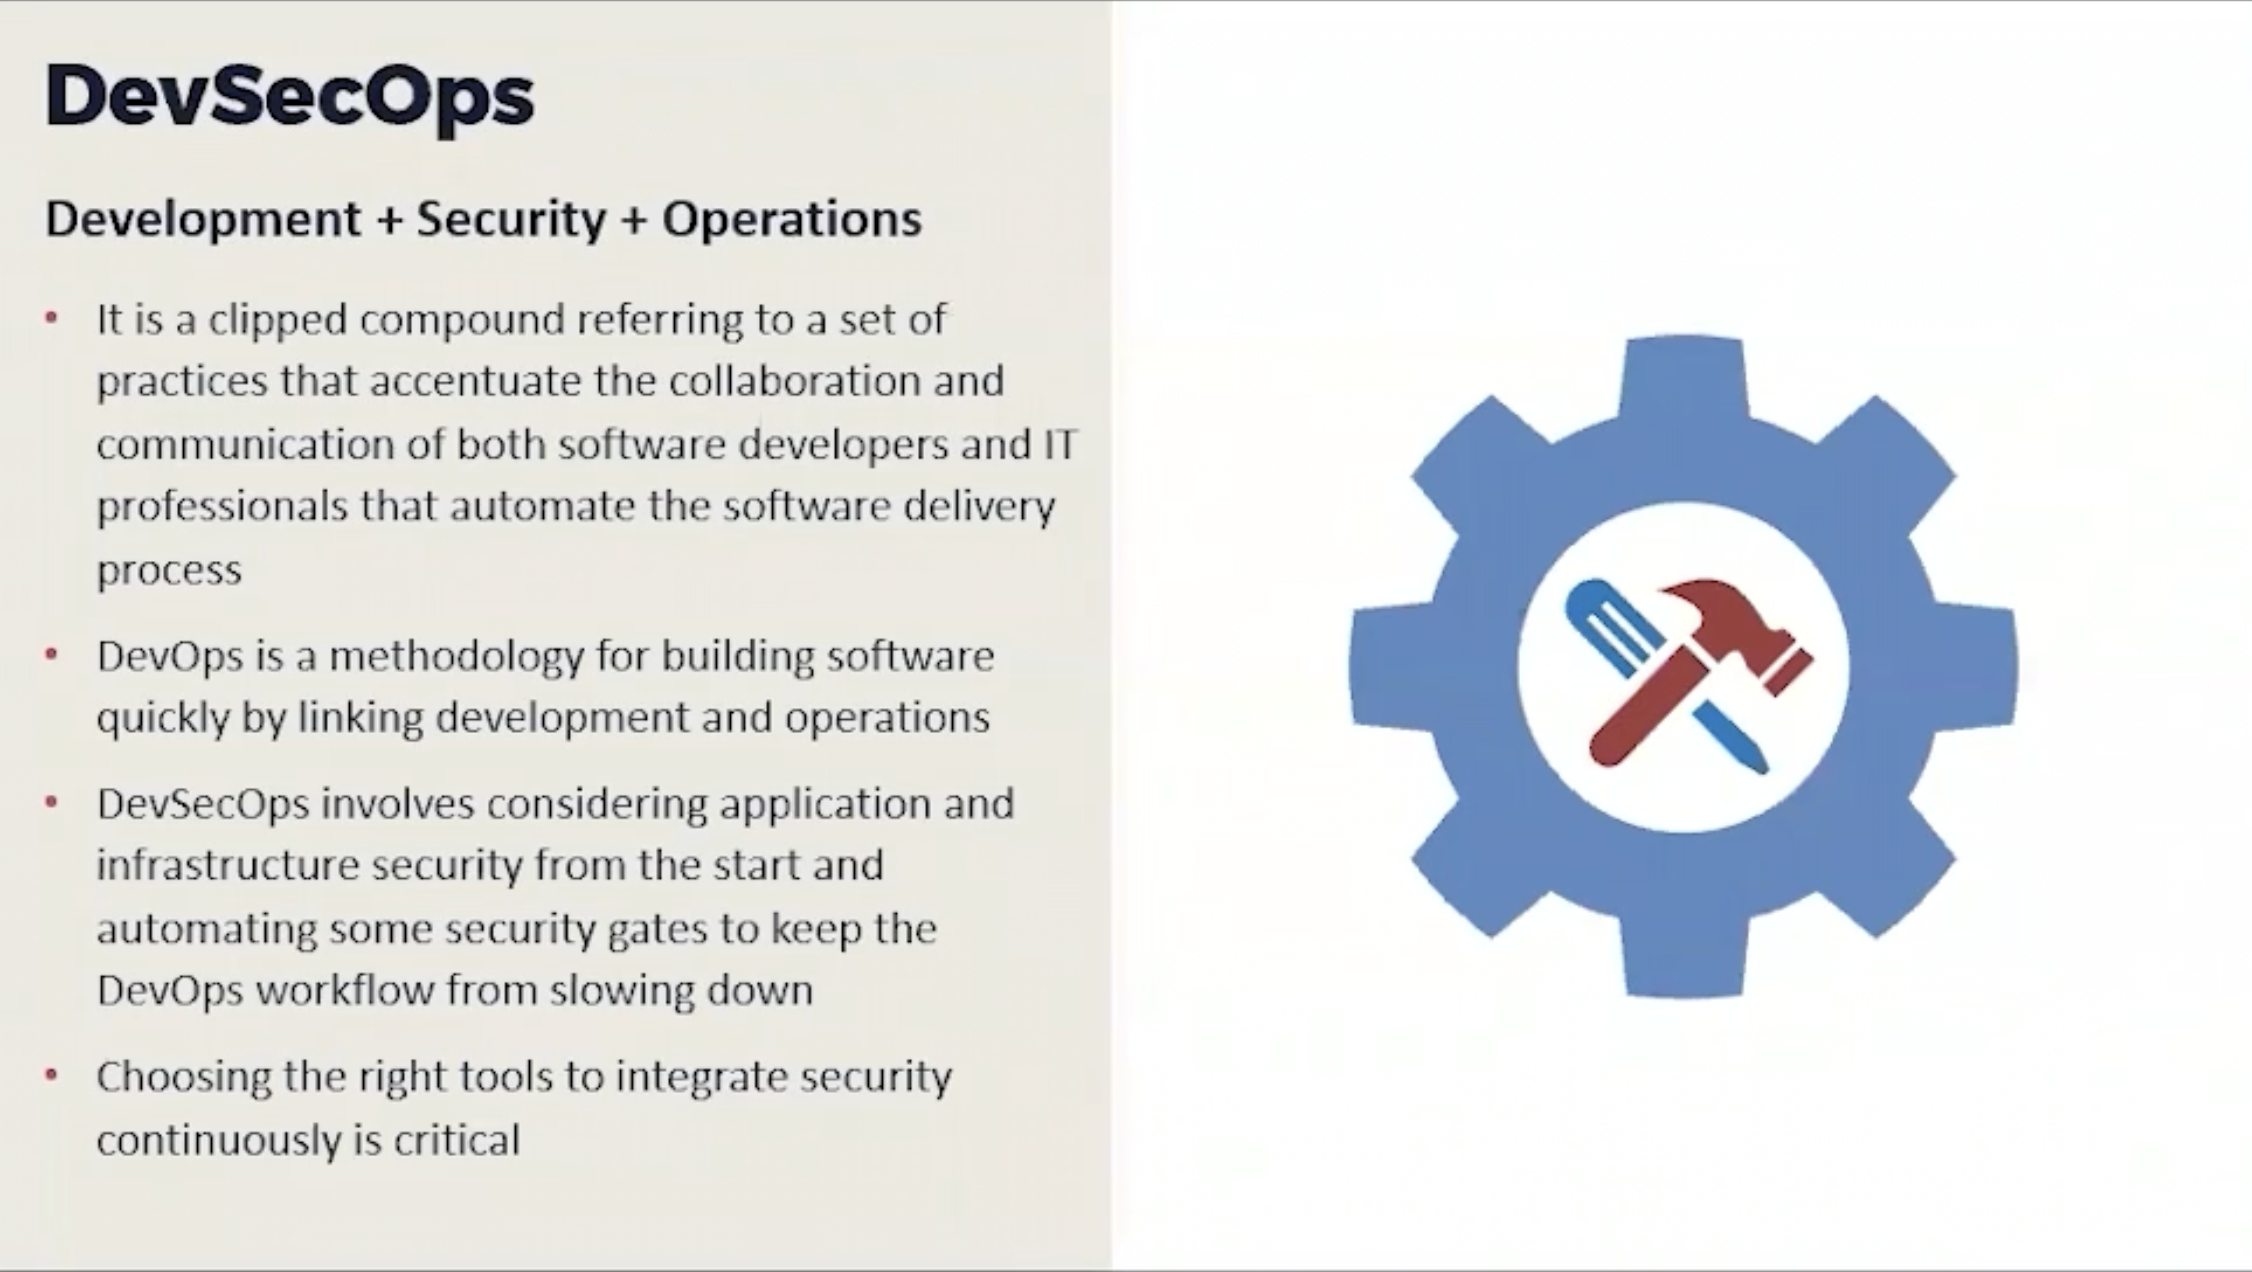 DevSecOps
Development + Security + Operations
• It is a clipped compound referring to a set of
practices that accentuate the collaboration and
communication of both software developers and IT
professionals that automate the software delivery
process
• DevOps is a methodology for building software
quickly by linking development and operations
• DevSecOps involves considering application and
infrastructure security from the start and
automating some security gates to keep the
DevOps workflow from slowing down
• Choosing the right tools to integrate security
continuously is critical